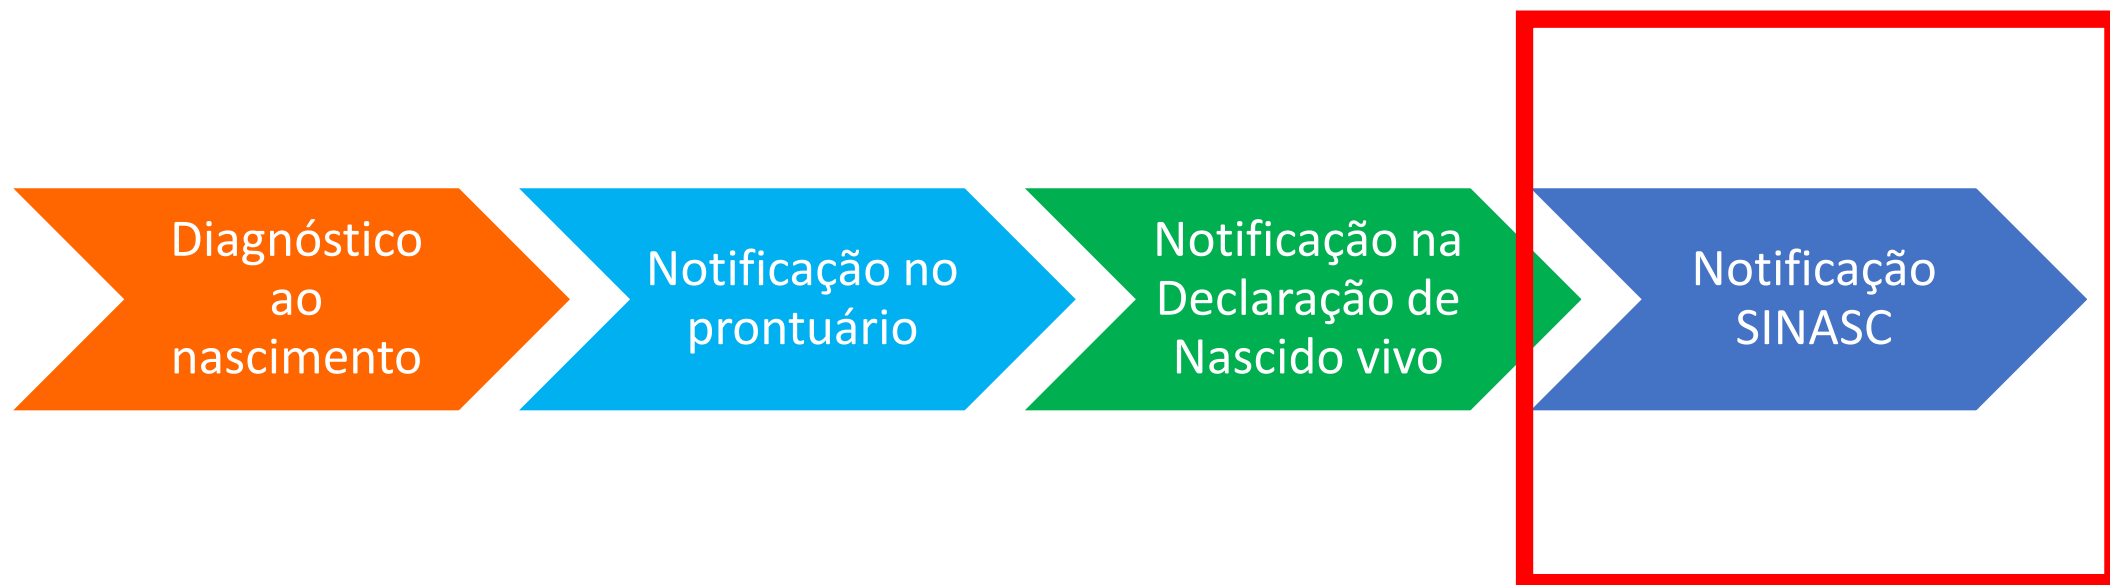 Diagnóstico
ao
nascimento
Notificação no
prontuário
Notificação na
Declaração de
Nascido vivo
Notificação
SINASC